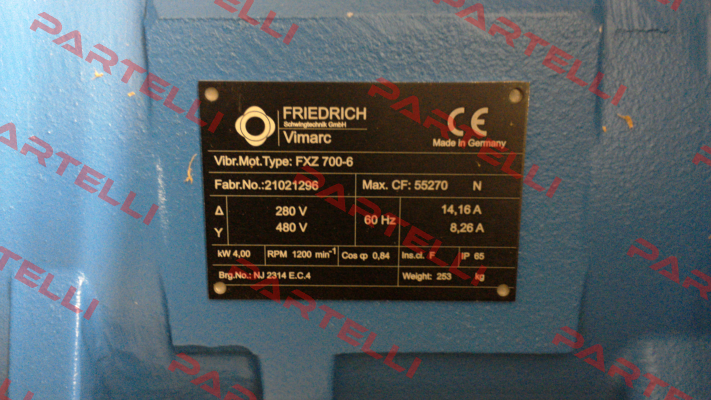 FRIEDRICH
Schwingtechnik GmbH
Vimarc
CE
Made In Germany
Vibr.Mot.Type: FXZ 700-6
Fabr.No.:21021296 Max. CF: 55270 N
Δ 280 V 60 Hz 14,16 A
Y 480 V 8,26 A
kW 4,00 RPM 1200 min⁻¹ Cos φ 0,84 Ins.cl. F IP 65
Brg.No.: NJ 2314 E.C.4 Weight: 253 kg
PARTELLI
PARTELLI
PARTELLI
PARTELLI
PARTELLI
PARTELLI
PARTELLI